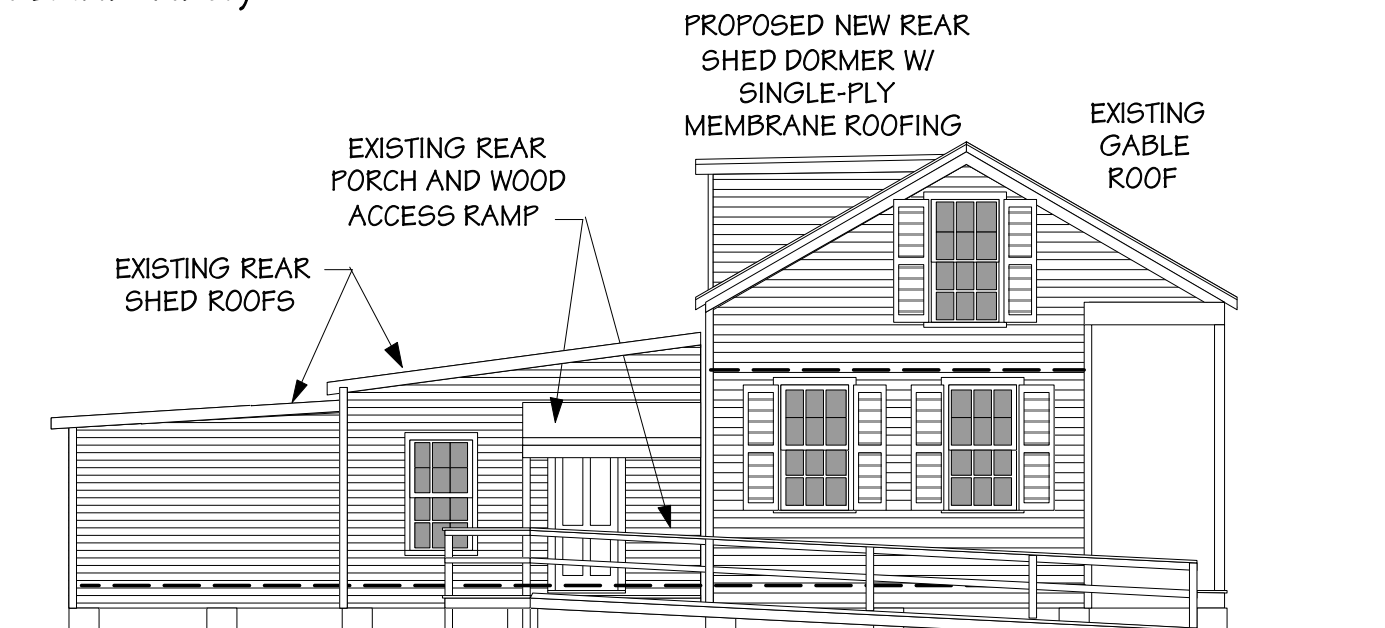 PROPOSED NEW REAR
SHED DORMER W/
SINGLE-PLY
MEMBRANE ROOFING
EXISTING
GABLE
ROOF
EXISTING REAR
PORCH AND WOOD
ACCESS RAMP
EXISTING REAR
SHED ROOFS